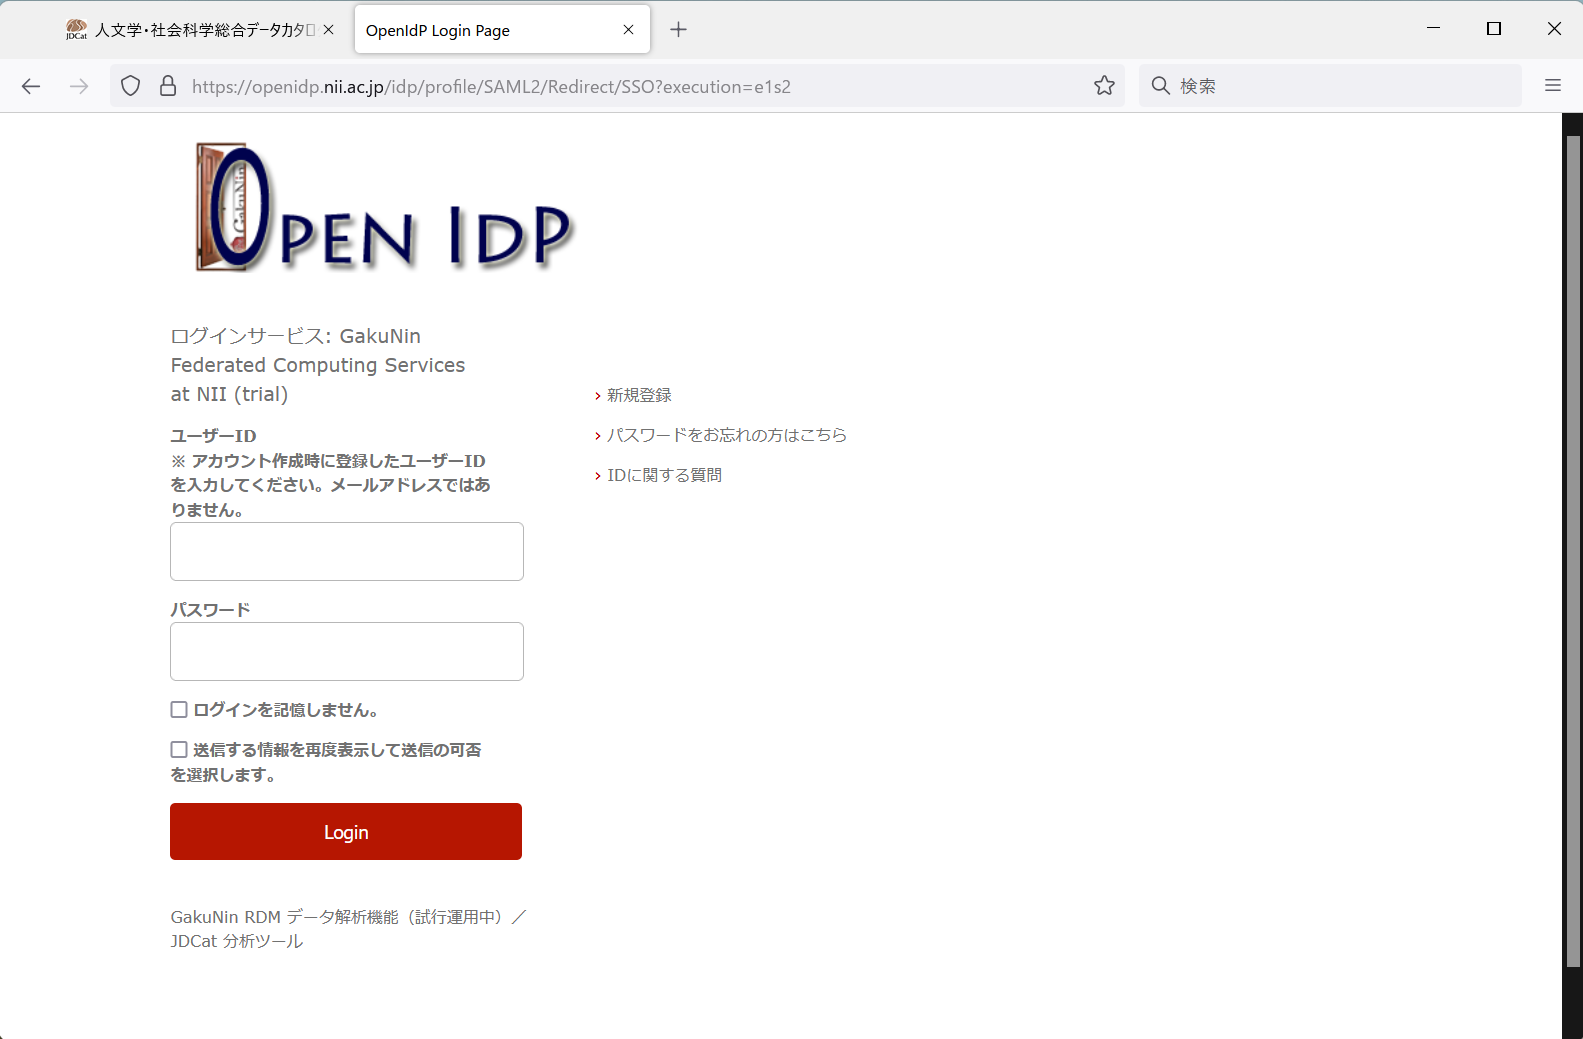 JDCat
人文学・社会科学総合データカタロ
OpenIdP Login Page
https://openidp.nii.ac.jp/idp/profile/SAML2/Redirect/SSO?execution=e1s2
検索
GakuNin
OPEN IDP
ログインサービス: GakuNin
Federated Computing Services
at NII (trial)
ユーザーID
※ アカウント作成時に登録したユーザーID
を入力してください。メールアドレスではあ
りません。
パスワード
ログインを記憶しません。
送信する情報を再度表示して送信の可否
を選択します。
Login
GakuNin RDM データ解析機能（試行運用中）／
JDCat 分析ツール
新規登録
パスワードをお忘れの方はこちら
IDに関する質問